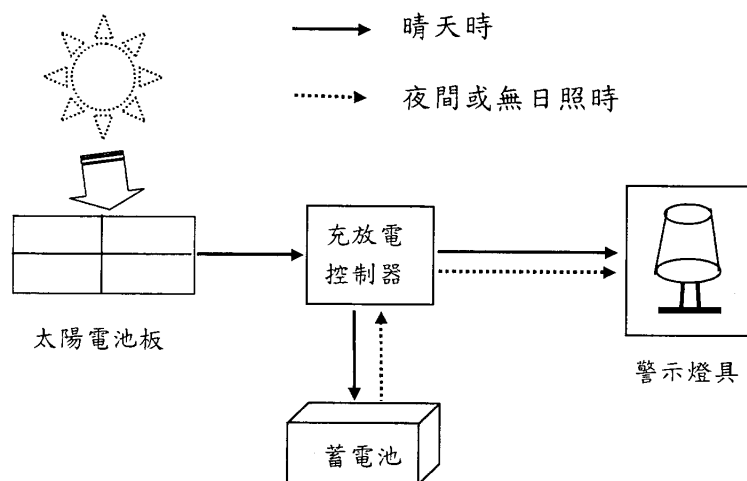 晴天時
夜間或無日照時
充放電
控制器
太陽電池板
警示燈具
蓄電池